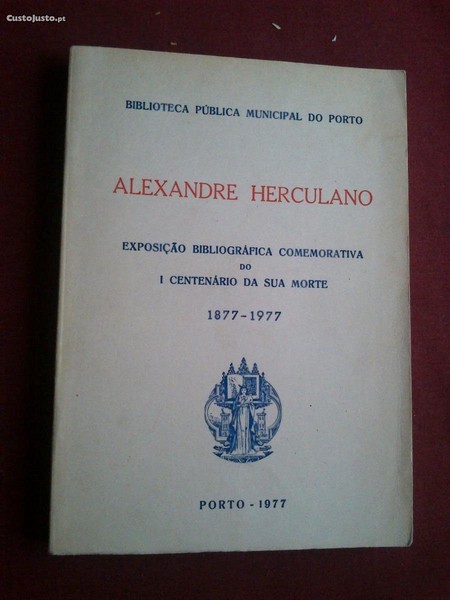 CustoJusto.pt
BIBLIOTECA PÚBLICA MUNICIPAL DO PORTO
ALEXANDRE HERCULANO
EXPOSIÇÃO BIBLIOGRÁFICA COMEMORATIVA
DO
I CENTENÁRIO DA SUA MORTE
1877-1977
PORTO - 1977